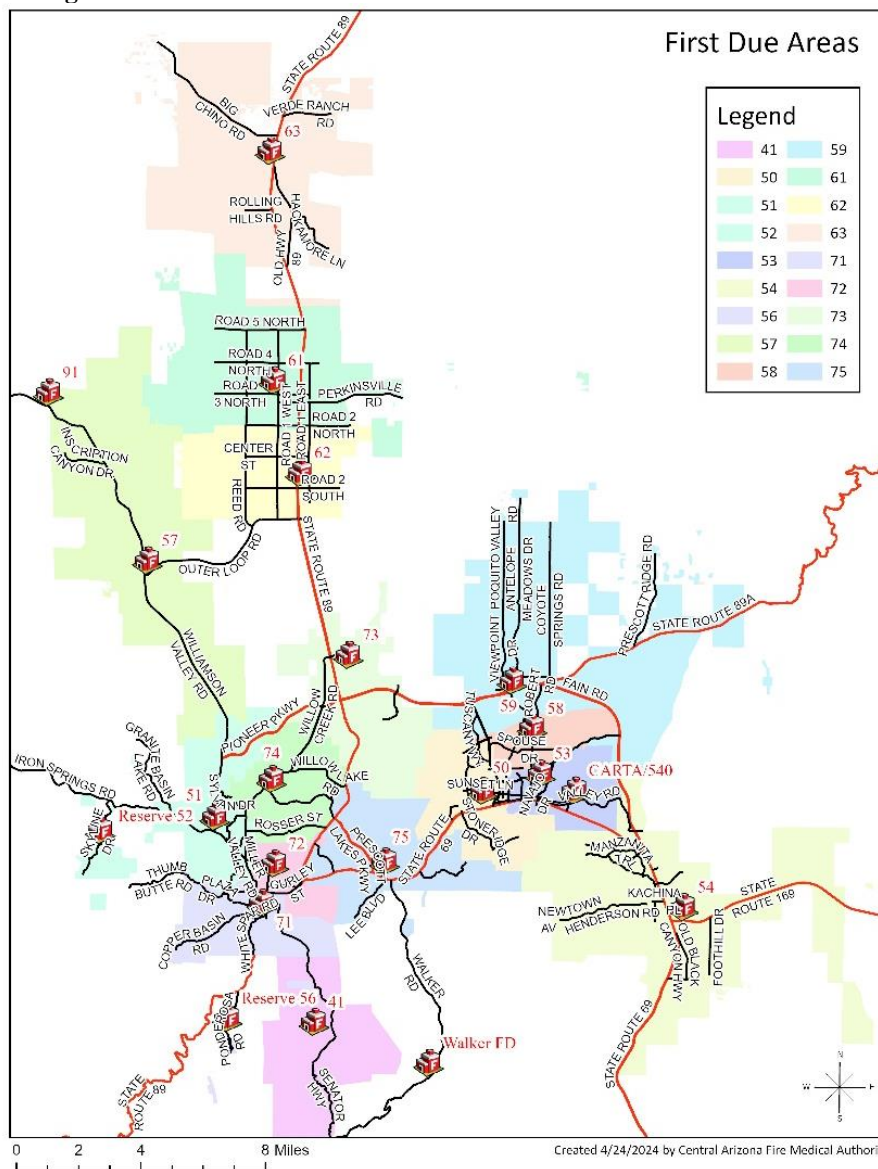 First Due Areas
Legend
41 59
50 61
51 62
52 63
53 71
54 72
56 73
57 74
58 75
STATE ROUTE 89
BIG
CHINO RD
VERDE RANCH
RD
63
ROLLING
HILLS RD
HACKAMORE LN
OLD HWY
89
ROAD 5 NORTH
ROAD 4
NORTH
61
ROAD
3 NORTH
PERKINSVILLE
RD
ROAD 1 WEST
ROAD 1 EAST
ROAD 2
NORTH
CENTER
ST
62
ROAD 2
SOUTH
REED RD
91
INSCRIPTION
CANYON DR
57
OUTER LOOP RD
STATE ROUTE 89
WILLIAMSON
VALLEY RD
73
WILLOW
CREEK RD
PIONEER PKWY
VIEWPOINT
DR
POQUITO VALLEY
RD
ANTELOPE
MEADOWS DR
COYOTE
SPRINGS RD
PRESCOTT RIDGE RD
STATE ROUTE 89A
FAIN RD
59
ROBERT
RD
58
TUSCANY
SPOUSE
DR
53
50
SUNSET LN
NAVAJO
DR
VALLEY RD
CARTA/540
STONERIDGE
DR
STATE ROUTE
69
GRANITE BASIN
LAKE RD
IRON SPRINGS RD
51
Reserve 52
SKYLINE
DR
74
WILLOW LAKE
RD
ROSSER ST
MILLER
VALLEY RD
72
GURLEY
ST
PRESCOTT
LAKES PKWY
75
LEE BLVD
THUMB
BUTTE RD
PLAZA
DR
COPPER BASIN
RD
WHITE SPAR RD
71
WALKER
RD
MANZANITA
TRL
KACHINA
PL
54
STATE
ROUTE 169
NEWTOWN
AV
HENDERSON RD
OLD BLACK
CANYON HWY
FOOTHILL DR
STATE ROUTE 69
Reserve 56
PONDEROSA
RD
41
Walker FD
SENATOR
HWY
STATE
ROUTE 89
N
W
S
0 2 4 8 Miles
Created 4/24/2024 by Central Arizona Fire Medical Authori